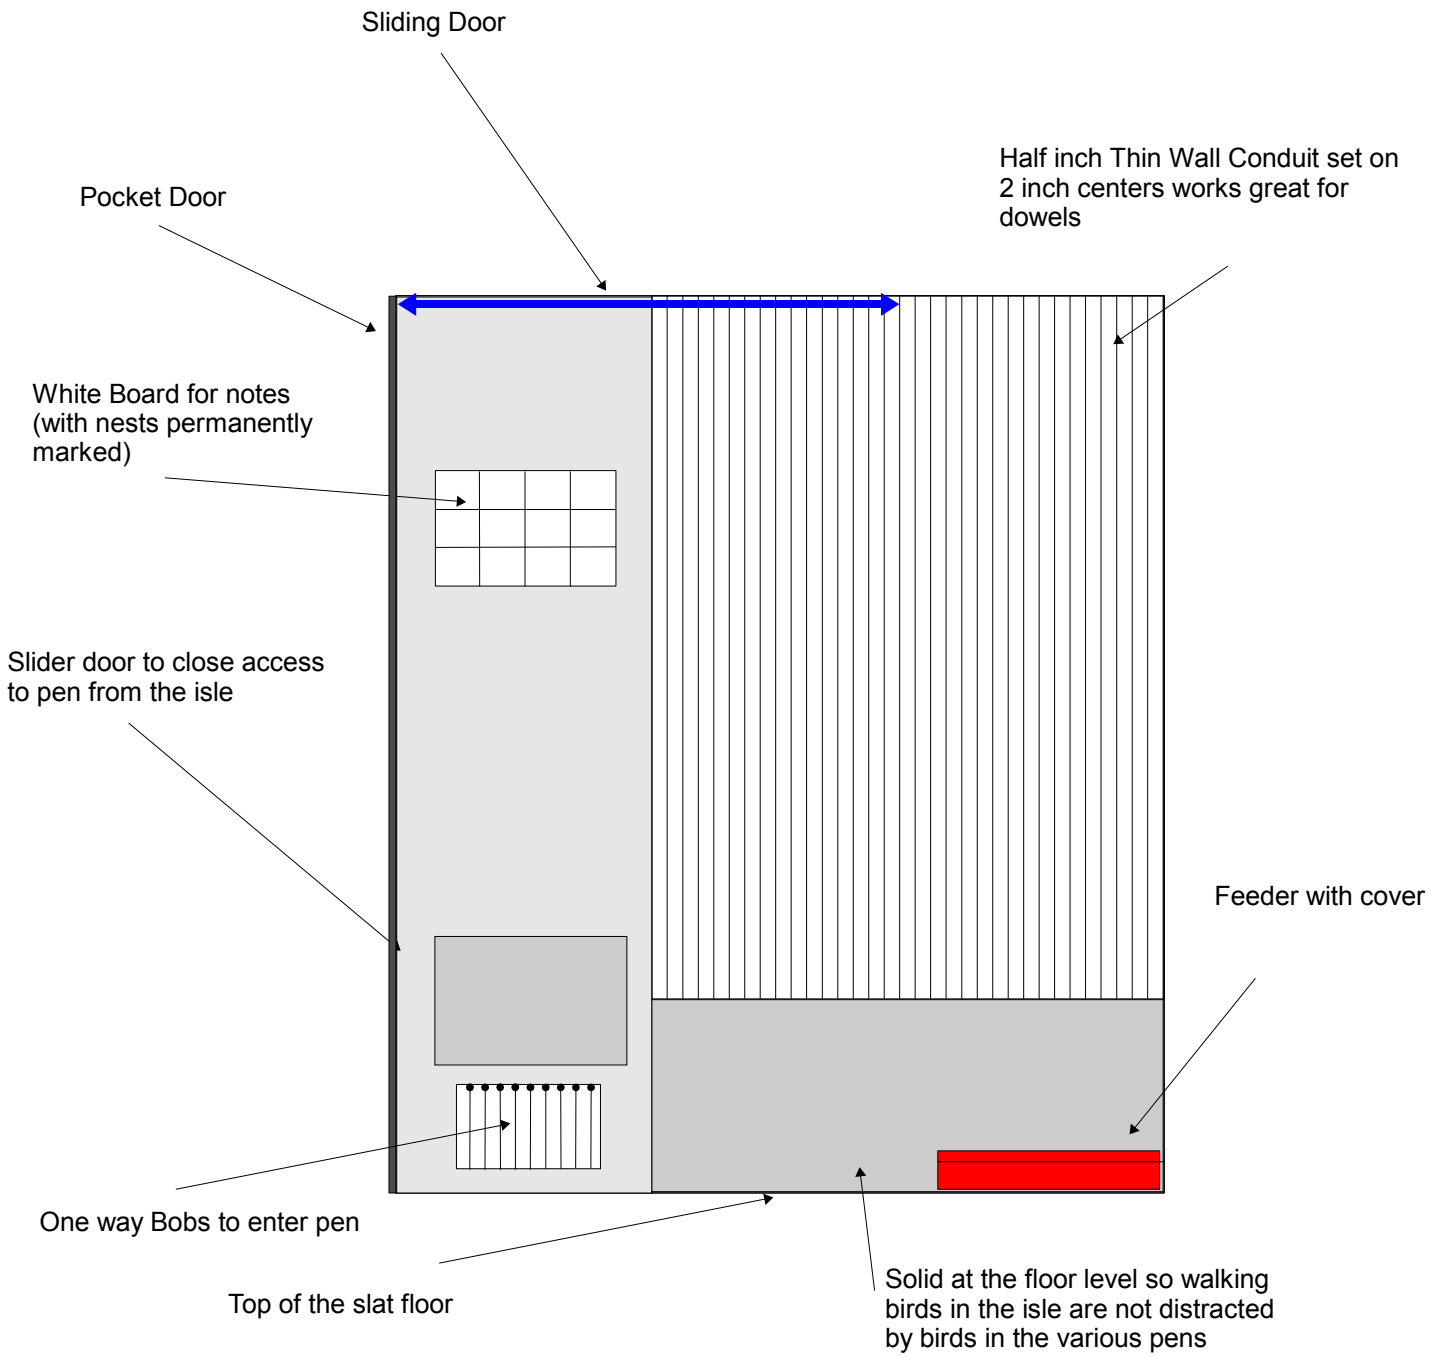 Sliding Door
Half inch Thin Wall Conduit set on
2 inch centers works great for
dowels
Pocket Door
White Board for notes
(with nests permanently
marked)
Slider door to close access
to pen from the isle
Feeder with cover
One way Bobs to enter pen
Top of the slat floor
Solid at the floor level so walking
birds in the isle are not distracted
by birds in the various pens